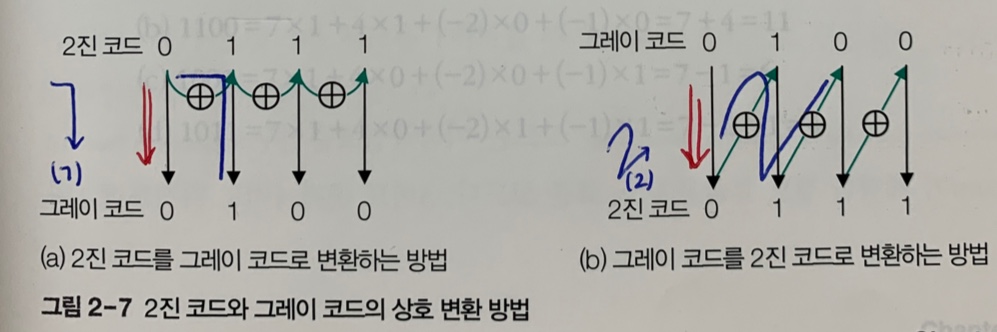 (b) 1100=7×1+4×1+(-2)×0+(-1)×0=7+4=11
2진 코드 0 1 1 1
⊕ ⊕ ⊕
(7)
그레이 코드 0 1 0 0
(a) 2진 코드를 그레이 코드로 변환하는 방법
그레이 코드 0 1 0 0
⊕ ⊕ ⊕
(2)
2진 코드 0 1 1 1
(b) 그레이 코드를 2진 코드로 변환하는 방법
그림 2-7 2진 코드와 그레이 코드의 상호 변환 방법